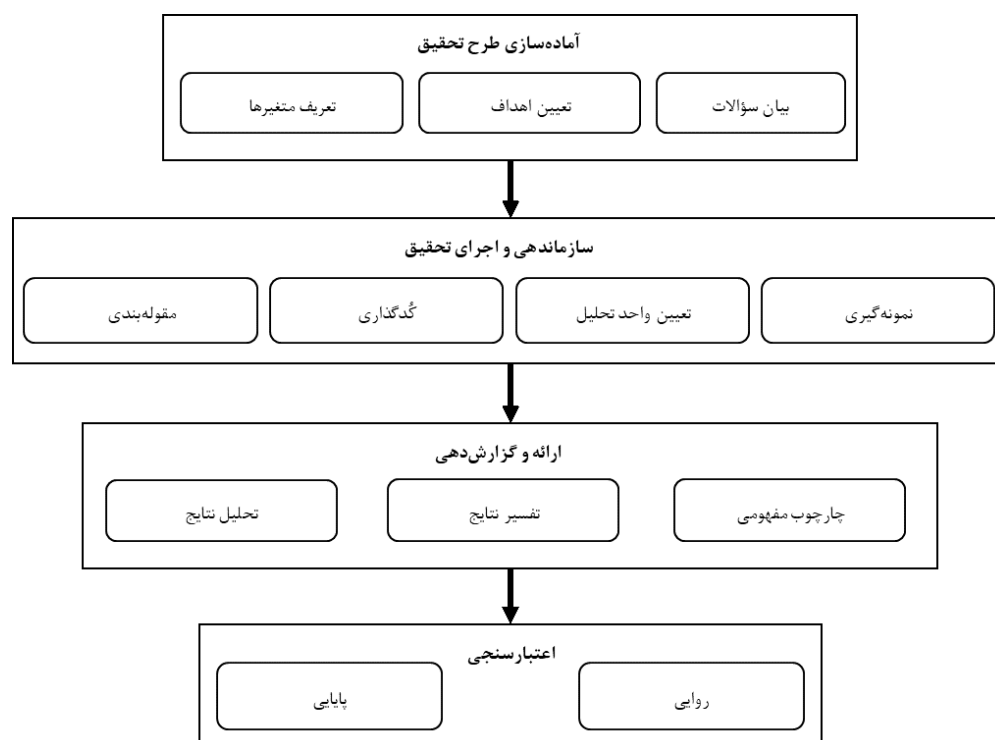 آماده‌سازی طرح تحقیق
بیان سؤالات
تعیین اهداف
تعریف متغیرها
سازماندهی و اجرای تحقیق
نمونه‌گیری
تعیین واحد تحلیل
کُدگذاری
مقوله‌بندی
ارائه و گزارش‌دهی
چارچوب مفهومی
تفسیر نتایج
تحلیل نتایج
اعتبارسنجی
روایی
پایایی